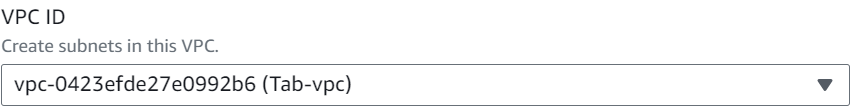 VPC ID
Create subnets in this VPC.
vpc-0423efde27e0992b6 (Tab-vpc)